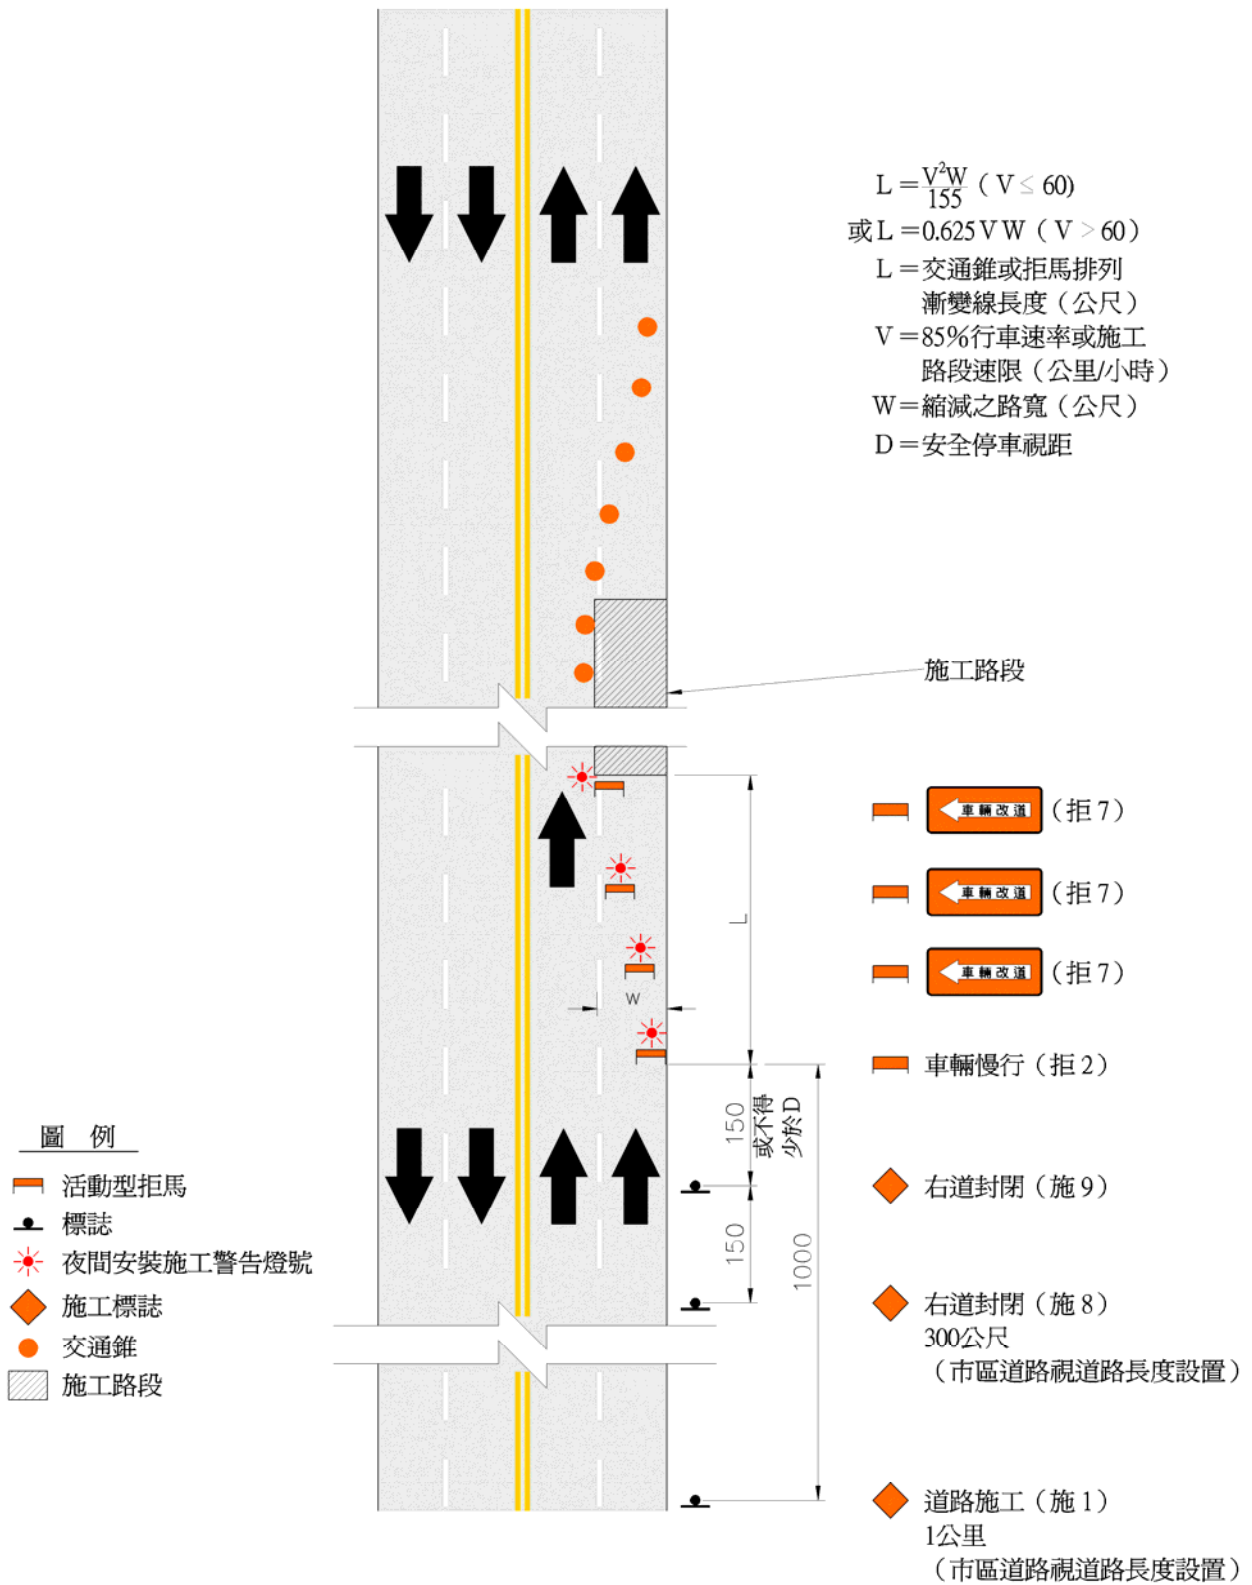 L＝V²W/155（V ≤ 60）
或L＝0.625VW（V > 60）
L＝交通錐或拒馬排列
漸變線長度（公尺）
V＝85%行車速率或施工
路段速限（公里/小時）
W＝縮減之路寬（公尺）
D＝安全停車視距
施工路段
車輛改道（拒7）
車輛改道（拒7）
L
車輛改道（拒7）
W
車輛慢行（拒2）
150
或不得
少於D
右道封閉（施9）
150
1000
右道封閉（施8）
300公尺
（市區道路視道路長度設置）
道路施工（施1）
1公里
（市區道路視道路長度設置）
圖 例
活動型拒馬
標誌
夜間安裝施工警告燈號
施工標誌
交通錐
施工路段